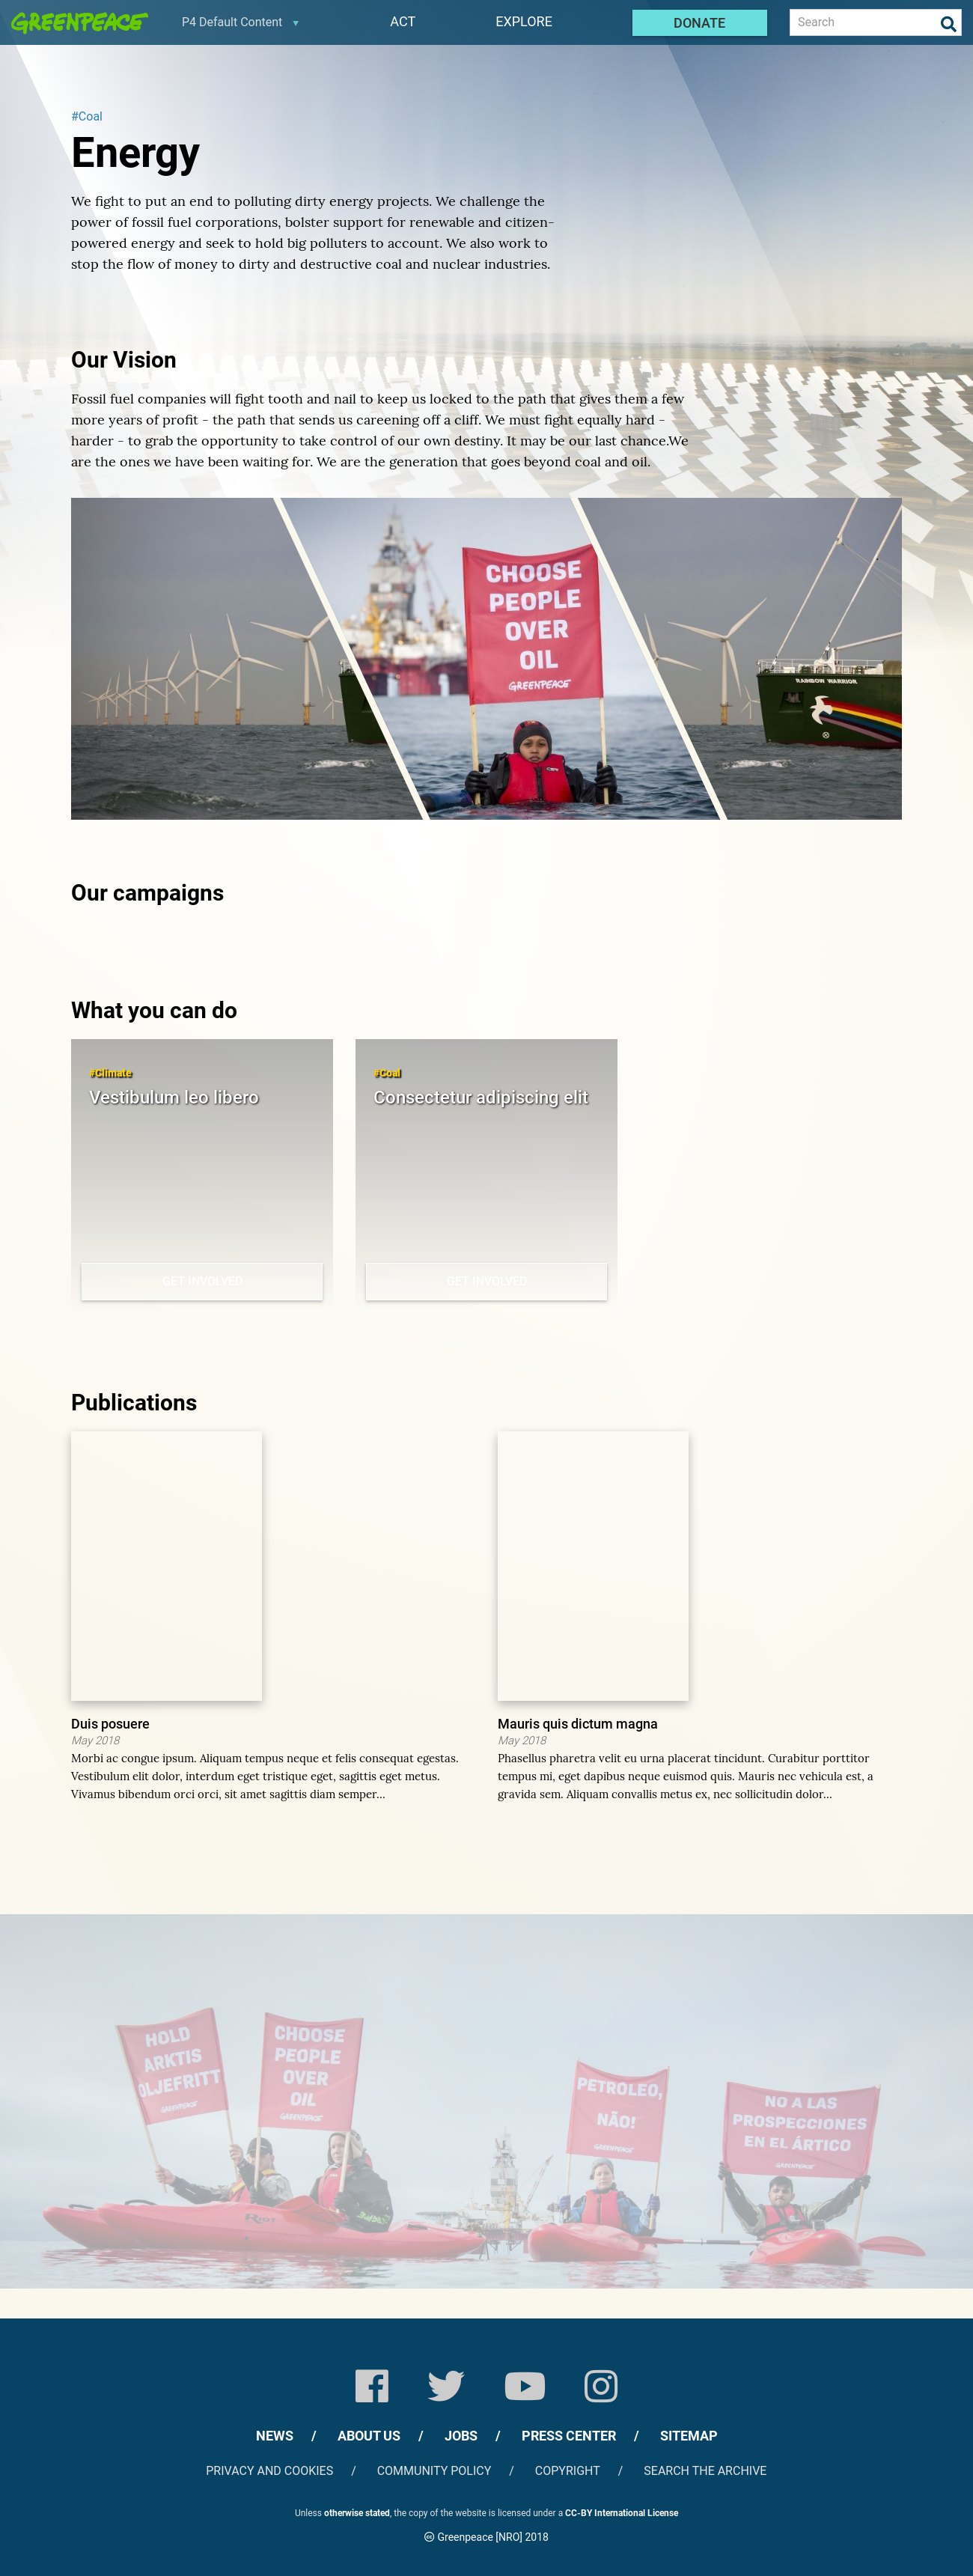 GREENPEACE
P4 Default Content
ACT
EXPLORE
DONATE
Search
#Coal
Energy
We fight to put an end to polluting dirty energy projects. We challenge the
power of fossil fuel corporations, bolster support for renewable and citizen-
powered energy and seek to hold big polluters to account. We also work to
stop the flow of money to dirty and destructive coal and nuclear industries.
Our Vision
Fossil fuel companies will fight tooth and nail to keep us locked to the path that gives them a few
more years of profit - the path that sends us careening off a cliff. We must fight equally hard -
harder - to grab the opportunity to take control of our own destiny. It may be our last chance.We
are the ones we have been waiting for. We are the generation that goes beyond coal and oil.
CHOOSE
PEOPLE
OVER
OIL
GREENPEACE
RAINBOW WARRIOR
Our campaigns
What you can do
#Climate
Vestibulum leo libero
GET INVOLVED
#Coal
Consectetur adipiscing elit
GET INVOLVED
Publications
Duis posuere
May 2018
Morbi ac congue ipsum. Aliquam tempus neque et felis consequat egestas.
Vestibulum elit dolor, interdum eget tristique eget, sagittis eget metus.
Vivamus bibendum orci orci, sit amet sagittis diam semper...
Mauris quis dictum magna
May 2018
Phasellus pharetra velit eu urna placerat tincidunt. Curabitur porttitor
tempus mi, eget dapibus neque euismod quis. Mauris nec vehicula est, a
gravida sem. Aliquam convallis metus ex, nec sollicitudin dolor...
HOLD
ARKTIS
OLJEFRITT
GREENPEACE
CHOOSE
PEOPLE
OVER
OIL
GREENPEACE
PETROLEO,
NÃO!
GREENPEACE
NO A LAS
PROSPECCIONES
EN EL ÁRTICO
GREENPEACE
NEWS / ABOUT US / JOBS / PRESS CENTER / SITEMAP
PRIVACY AND COOKIES / COMMUNITY POLICY / COPYRIGHT / SEARCH THE ARCHIVE
Unless otherwise stated, the copy of the website is licensed under a CC-BY International License
Greenpeace [NRO] 2018